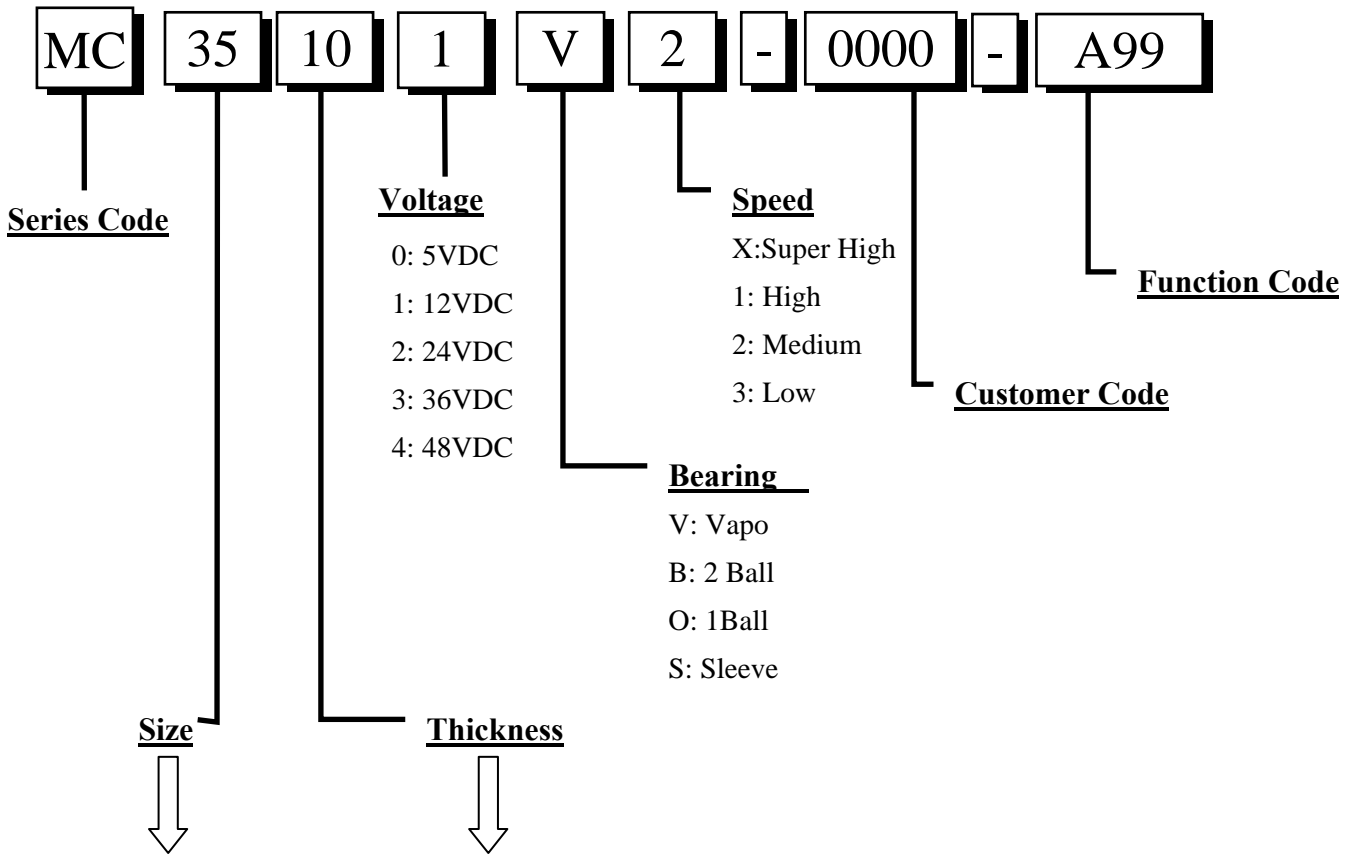 MC 35 10 1 V 2 - 0000 - A99
Series Code
Voltage
0: 5VDC
1: 12VDC
2: 24VDC
3: 36VDC
4: 48VDC
Speed
X:Super High
1: High
2: Medium
3: Low
Function Code
Customer Code
Bearing
V: Vapo
B: 2 Ball
O: 1Ball
S: Sleeve
Size
Thickness